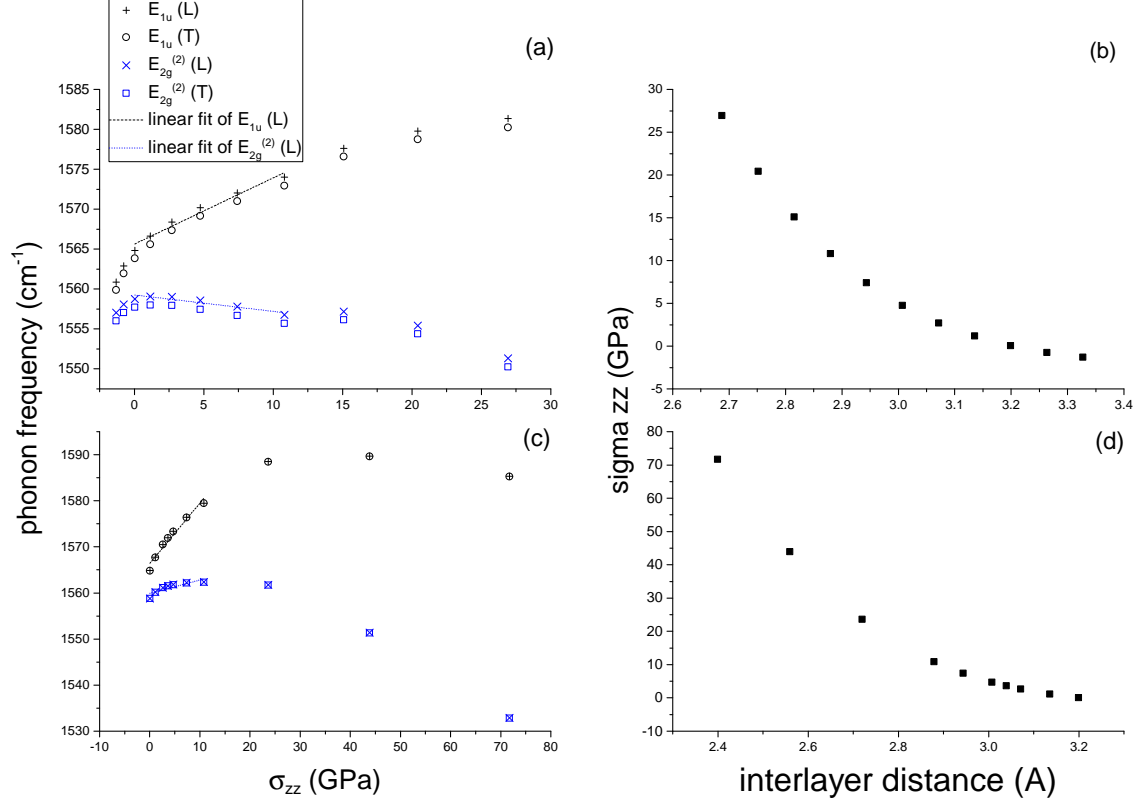 E1u (L)
E1u (T)
E2g(2) (L)
E2g(2) (T)
linear fit of E1u (L)
linear fit of E2g(2) (L)
(a)
1585
1580
1575
1570
1565
1560
1555
1550
0 5 10 15 20 25 30
(b)
30
25
20
15
10
5
0
-5
2.6 2.7 2.8 2.9 3.0 3.1 3.2 3.3 3.4
phonon frequency (cm-1)
sigma zz (GPa)
(c)
1590
1580
1570
1560
1550
1540
1530
-10 0 10 20 30 40 50 60 70 80
σzz (GPa)
(d)
80
70
60
50
40
30
20
10
0
-10
2.4 2.6 2.8 3.0 3.2
interlayer distance (A)